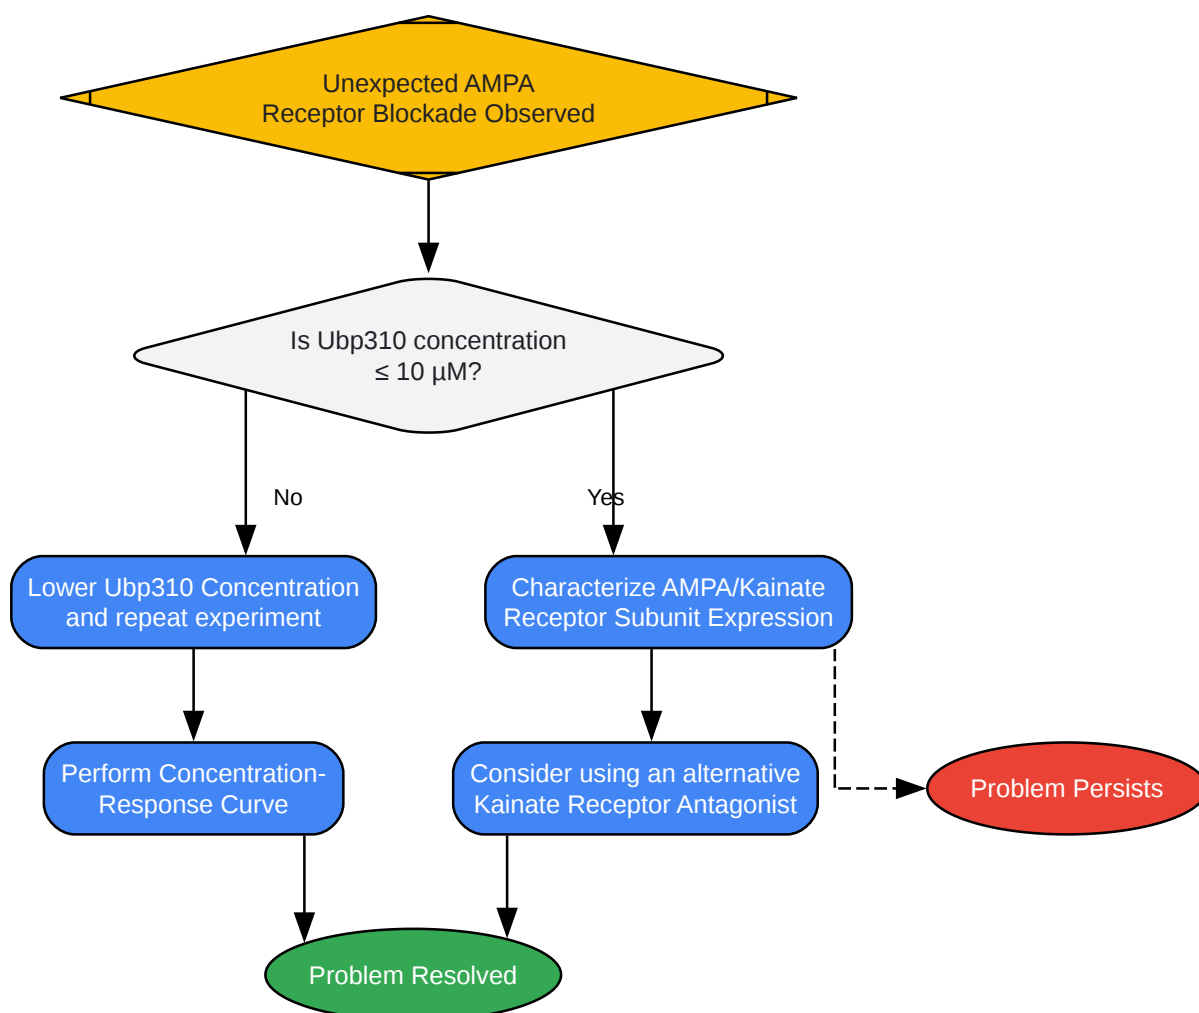 Unexpected AMPA
Receptor Blockade Observed
Is Ubp310 concentration
≤ 10 µM?
No
Yes
Lower Ubp310 Concentration
and repeat experiment
Characterize AMPA/Kainate
Receptor Subunit Expression
Perform Concentration-
Response Curve
Consider using an alternative
Kainate Receptor Antagonist
Problem Persists
Problem Resolved